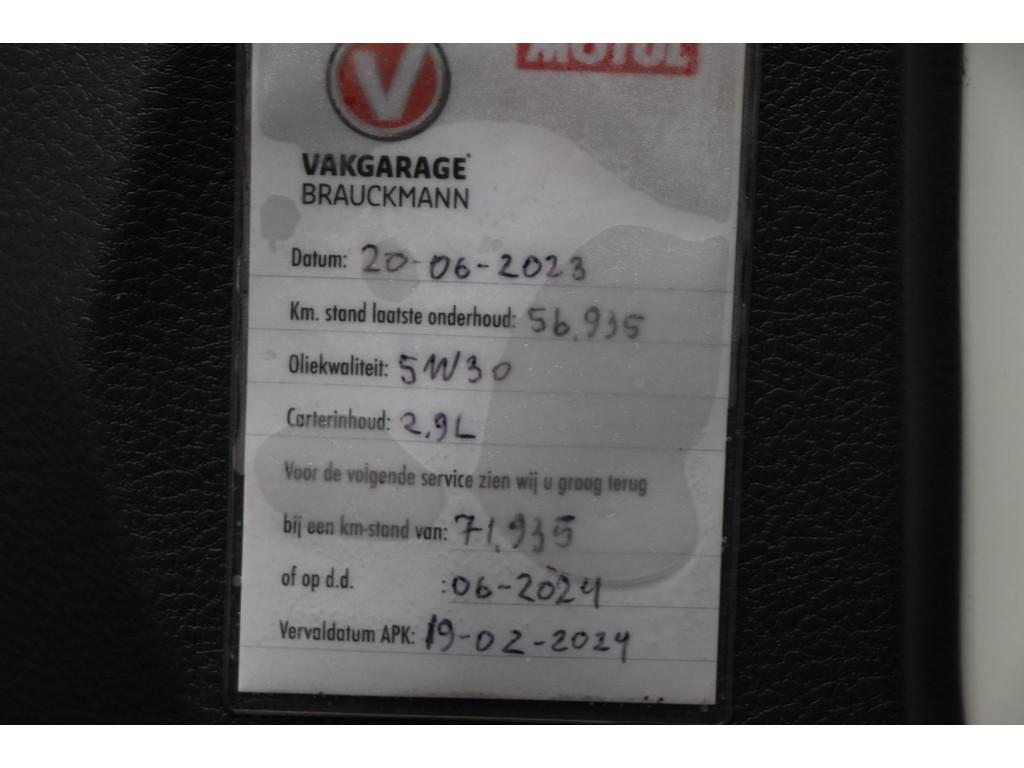 MOTUL
V
VAKGARAGE
BRAUCKMANN
Datum: 20-06-2023
Km. stand laatste onderhoud: 56.935
Oliekwaliteit: 5W30
Carterinhoud: 2,9L
Voor de volgende service zien wij u graag terug
bij een km-stand van: 71.935
of op d.d. :06-2024
Vervaldatum APK: 19-02-2024